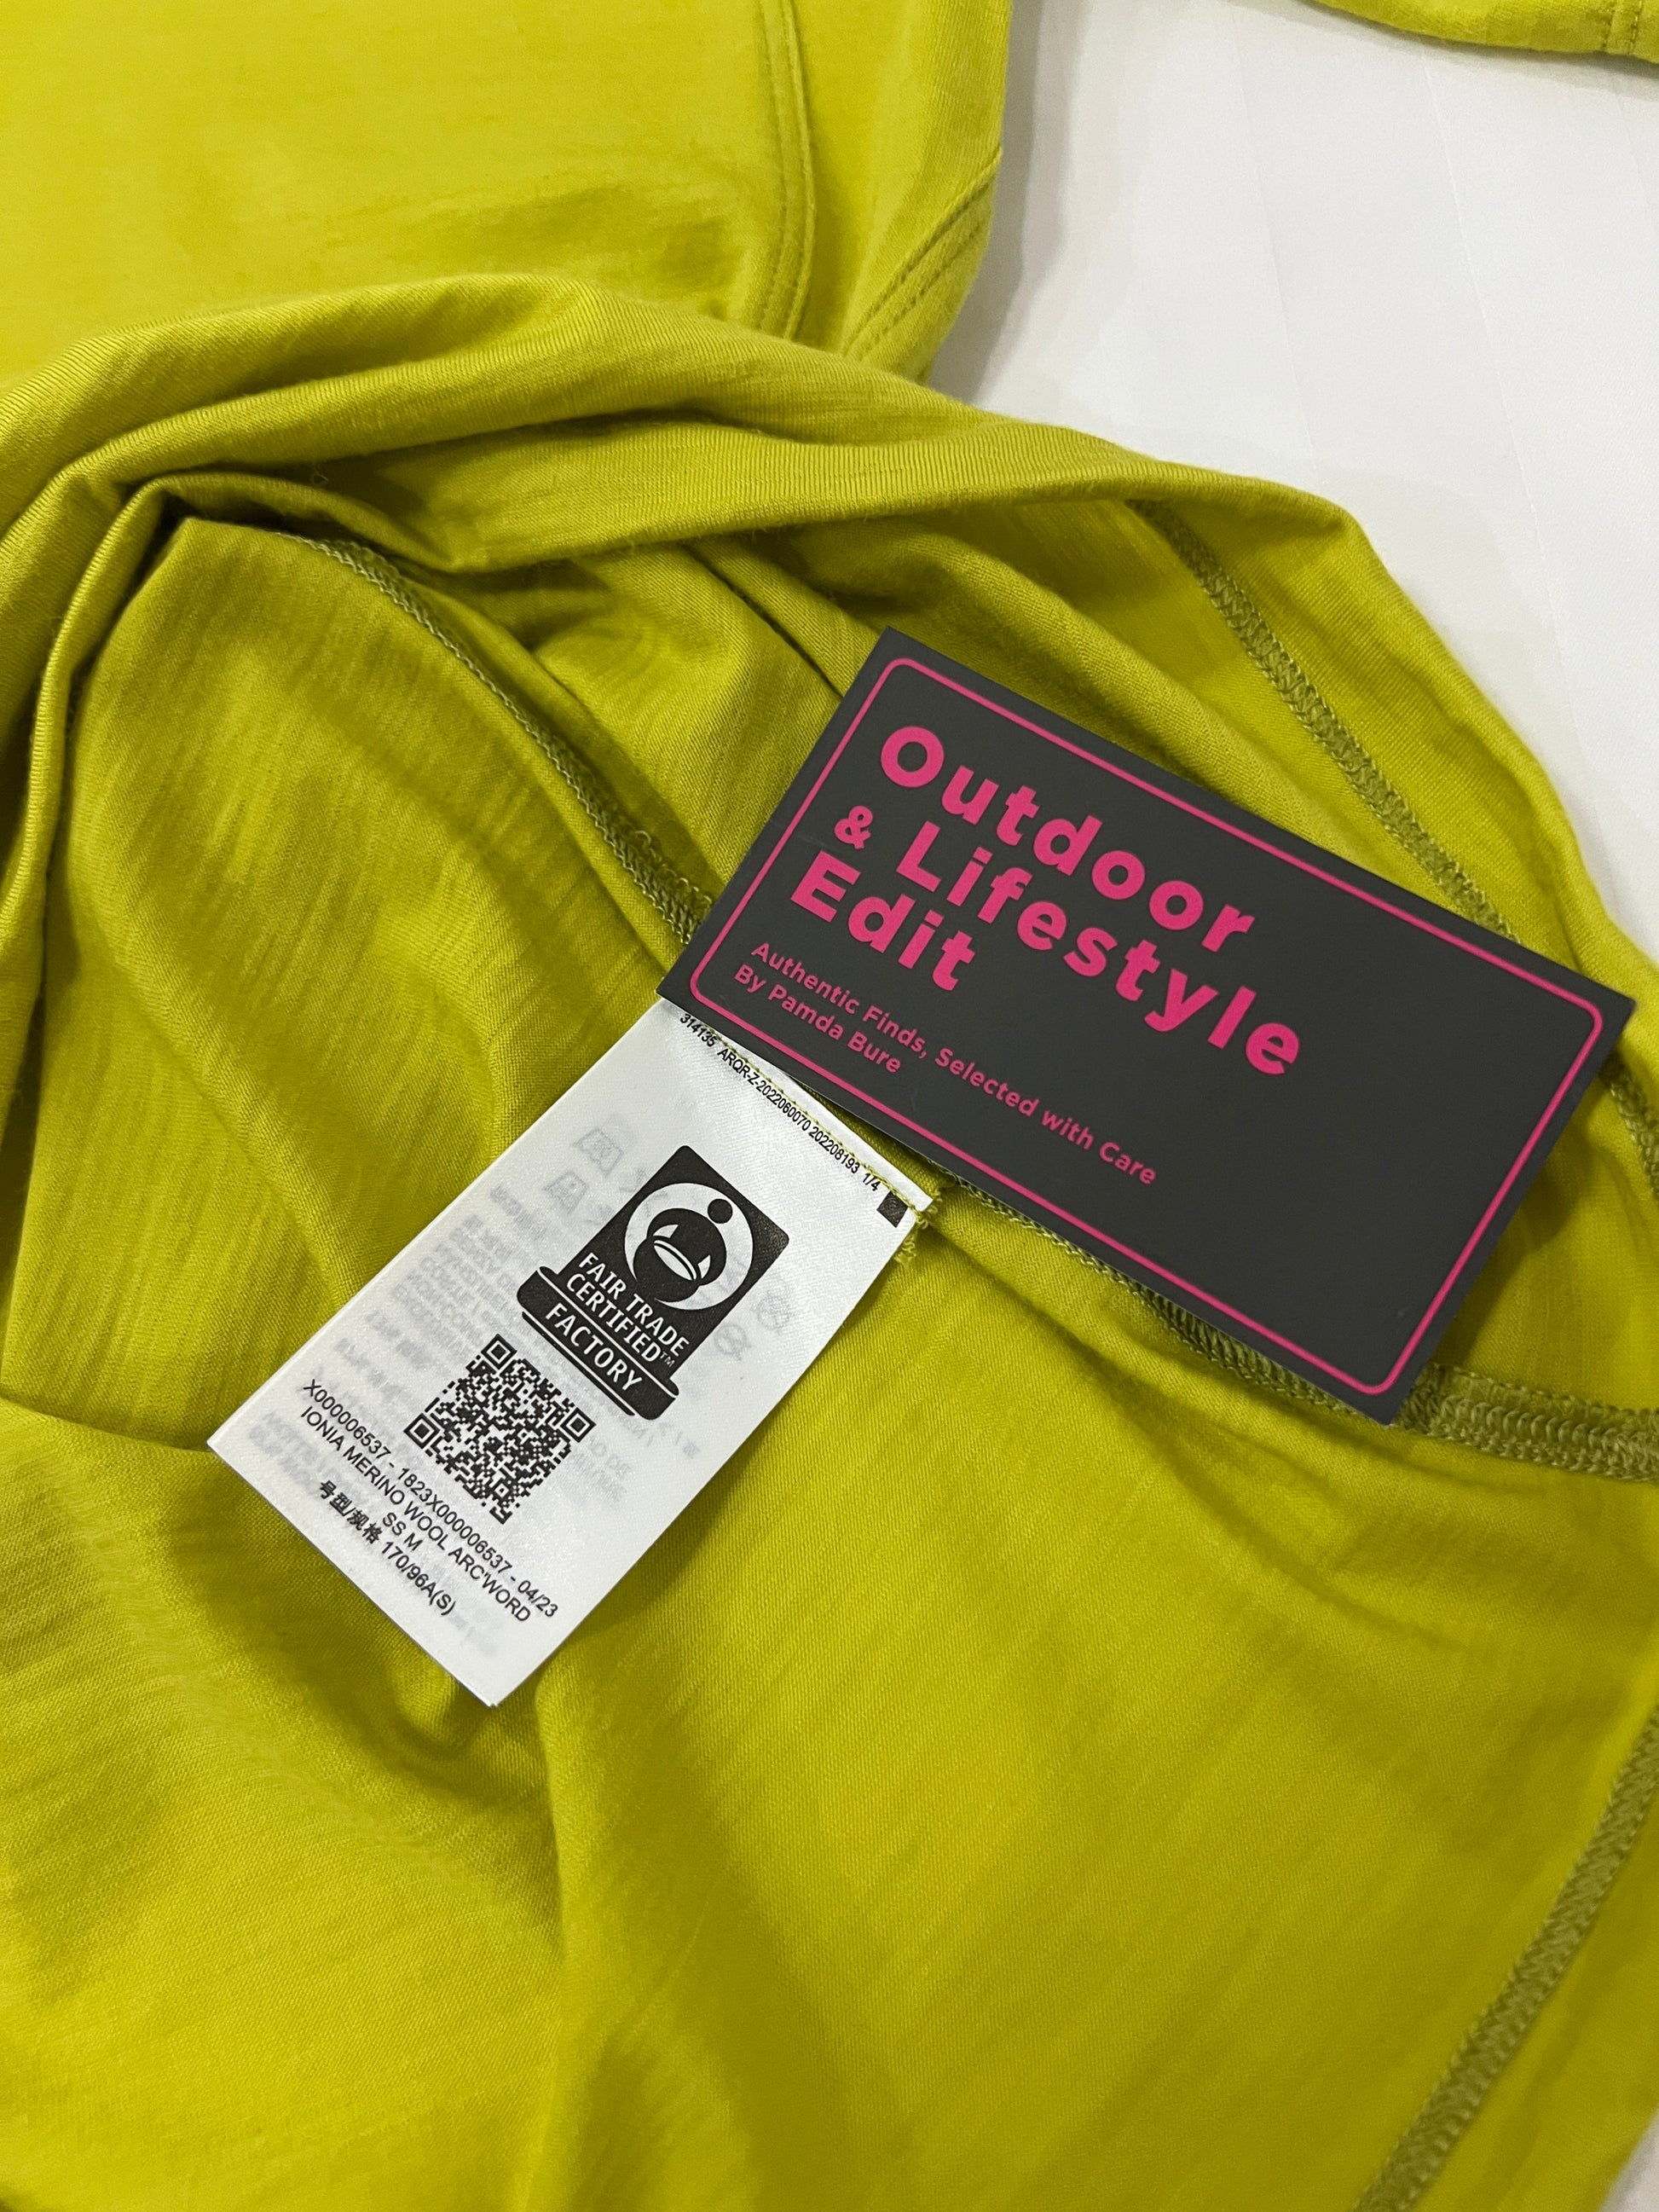 Outdoor
& Lifestyle
Edit
Authentic Finds, Selected with Care
By Pamda Bure
314135 ARQR-Z-2022060070 202208193 1/4
FAIR TRADE
CERTIFIED™
FACTORY
X000006537 - 1823X000006537 - 04/23
IONIA MERINO WOOL ARC'WORD
SS M
号型/规格 170/96A(S)